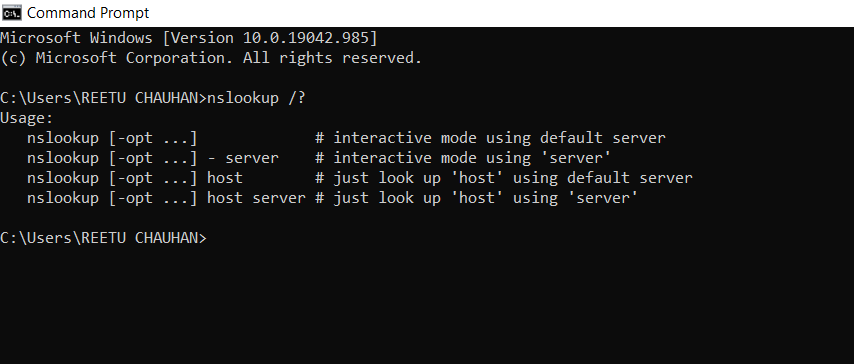 Command Prompt
Microsoft Windows [Version 10.0.19042.985]
(c) Microsoft Corporation. All rights reserved.
C:\Users\REETU CHAUHAN>nslookup /?
Usage:
   nslookup [-opt ...]             # interactive mode using default server
   nslookup [-opt ...] - server    # interactive mode using 'server'
   nslookup [-opt ...] host        # just look up 'host' using default server
   nslookup [-opt ...] host server # just look up 'host' using 'server'
C:\Users\REETU CHAUHAN>